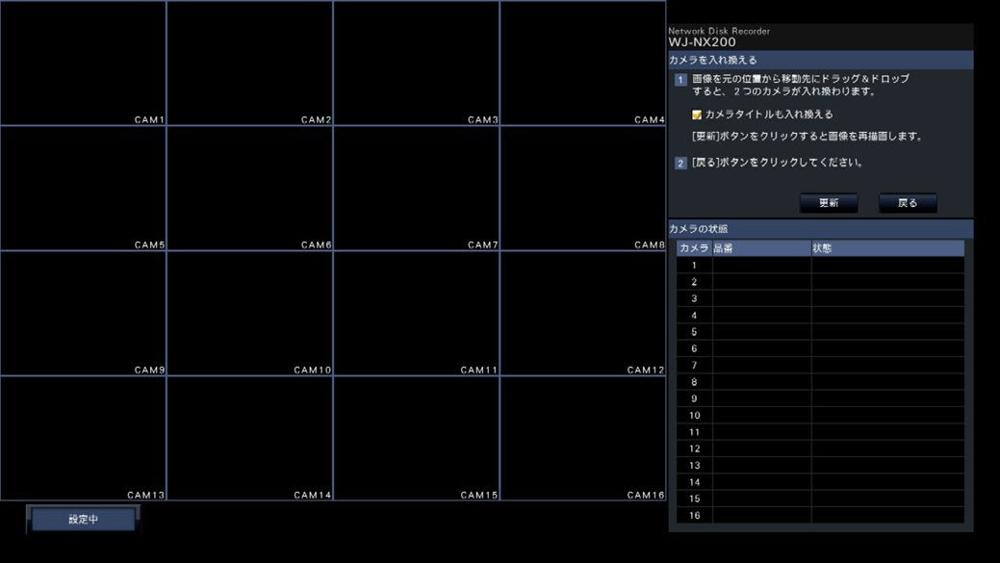 CAM1
CAM2
CAM3
CAM4
CAM5
CAM6
CAM7
CAM8
CAM9
CAM10
CAM11
CAM12
CAM13
CAM14
CAM15
CAM16
設定中
Network Disk Recorder
WJ-NX200
カメラを入れ換える
1 画像を元の位置から移動先にドラッグ&ドロップ
すると、2つのカメラが入れ換わります。
カメラタイトルも入れ換える
[更新]ボタンをクリックすると画像を再描画します。
2 [戻る]ボタンをクリックしてください。
更新 戻る
カメラの状態
カメラ 品番 状態
1
2
3
4
5
6
7
8
9
10
11
12
13
14
15
16